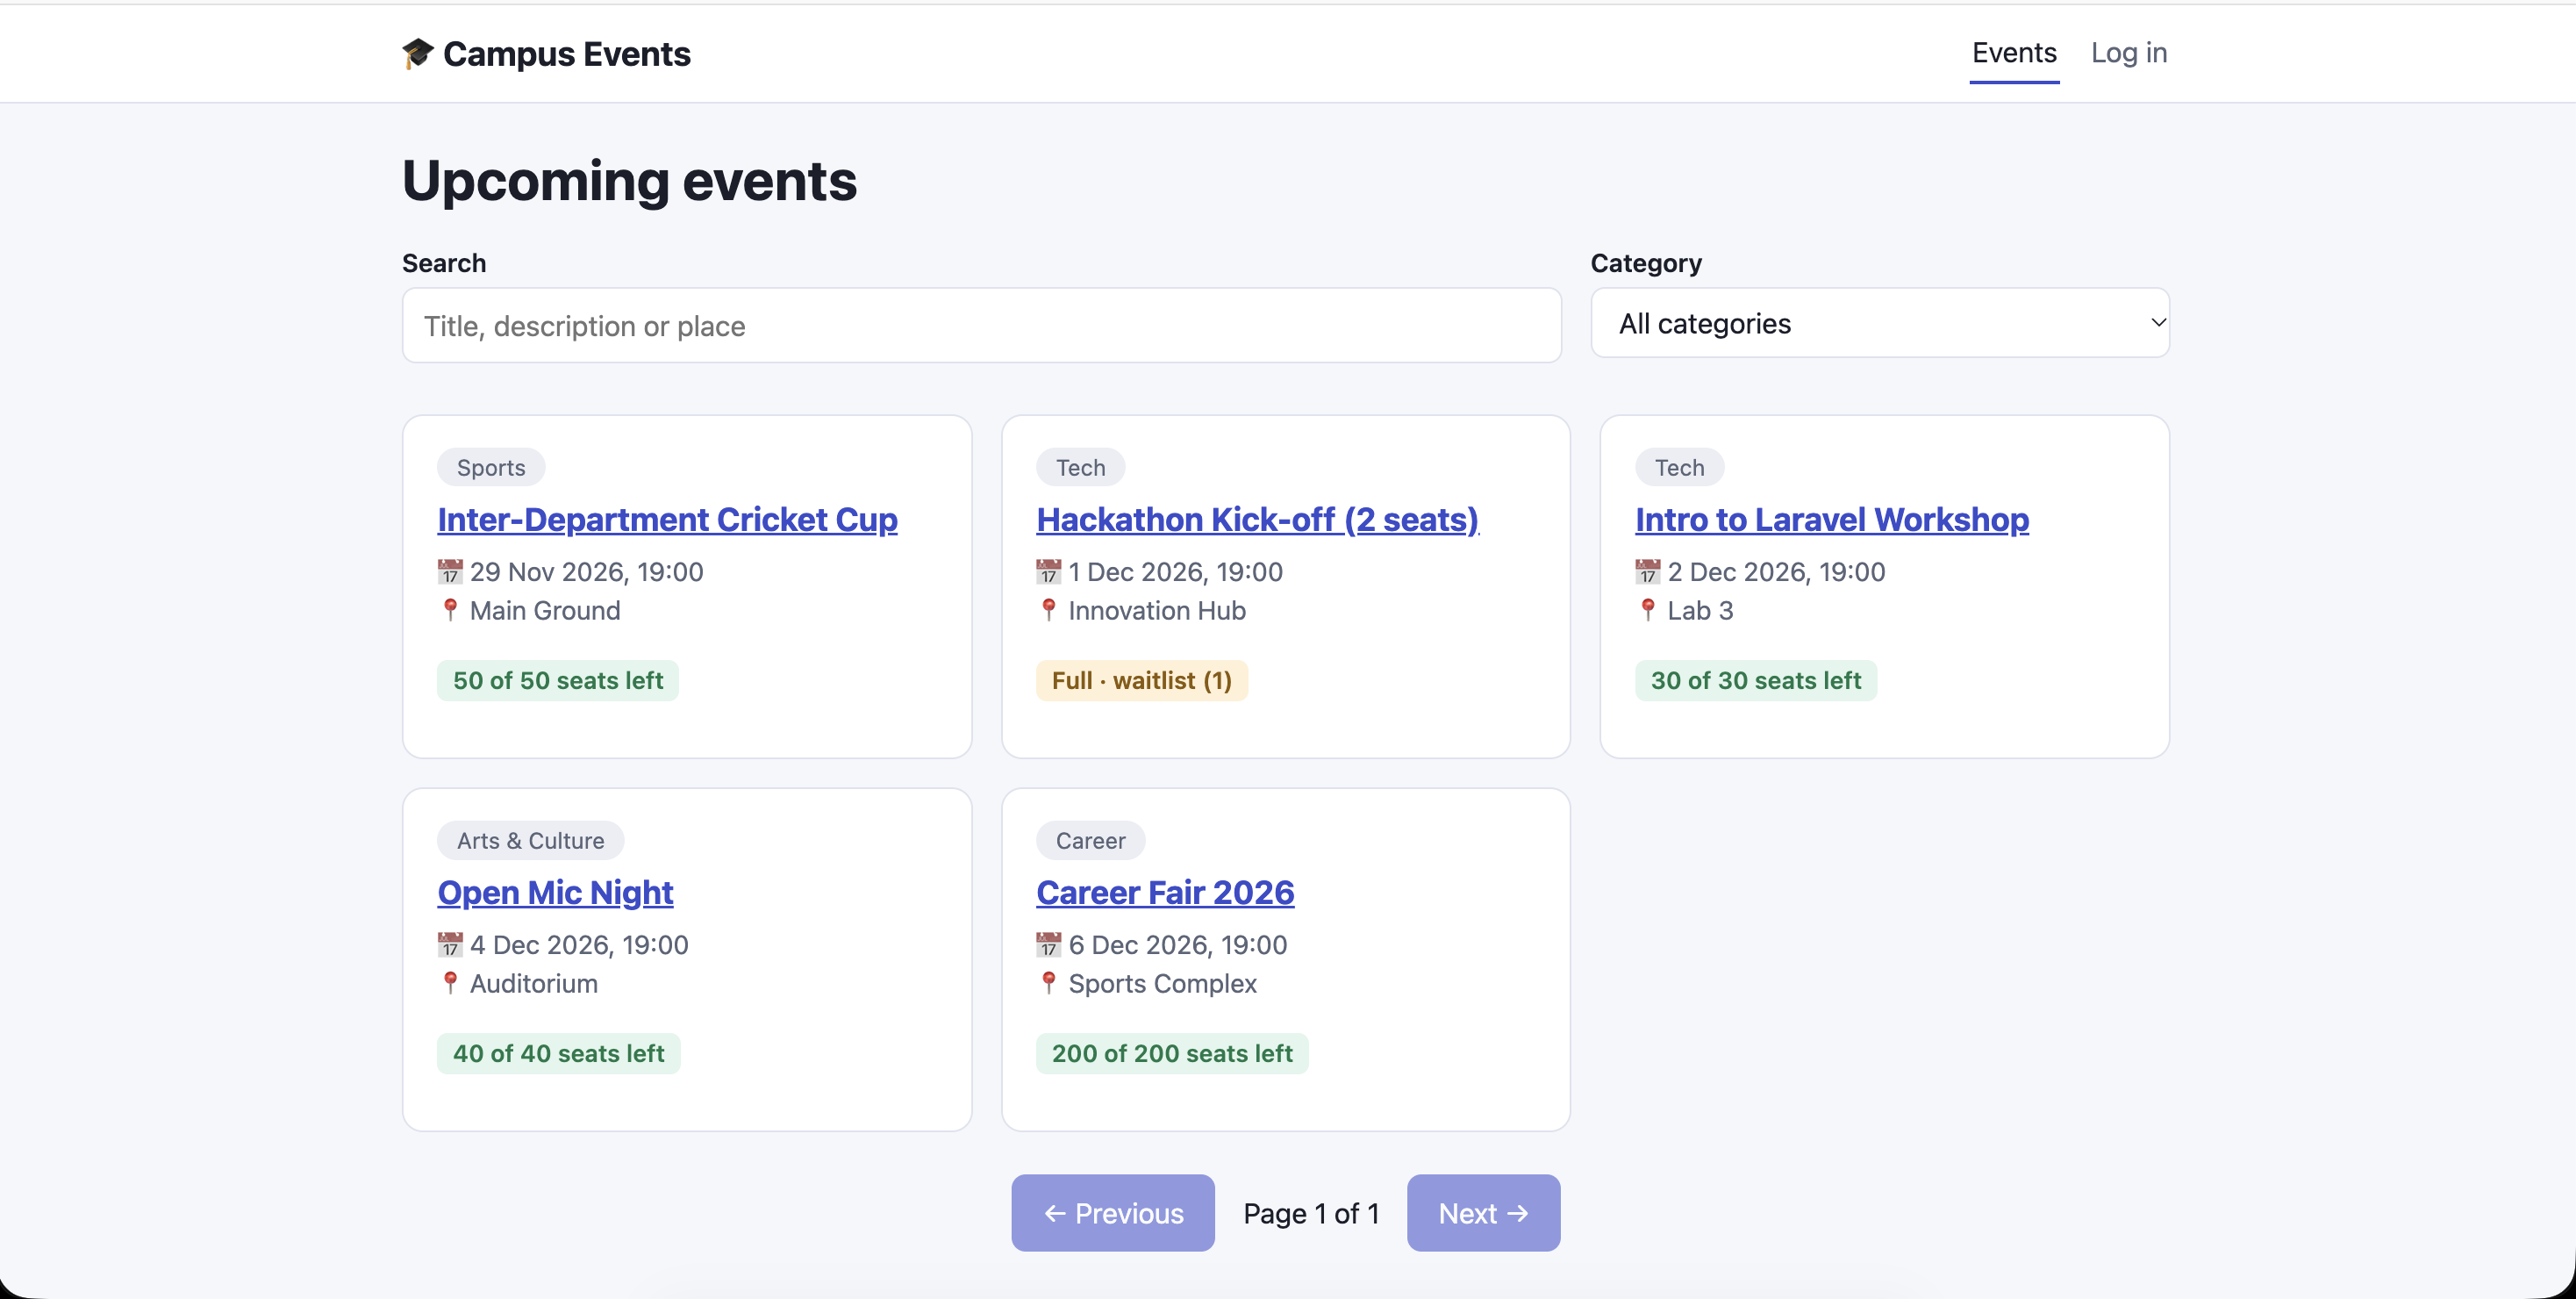 🎓 Campus Events
Events
Log in
Upcoming events
Search
Category
Title, description or place
All categories
Sports
Inter-Department Cricket Cup
📅 29 Nov 2026, 19:00
📍 Main Ground
50 of 50 seats left
Tech
Hackathon Kick-off (2 seats)
📅 1 Dec 2026, 19:00
📍 Innovation Hub
Full · waitlist (1)
Tech
Intro to Laravel Workshop
📅 2 Dec 2026, 19:00
📍 Lab 3
30 of 30 seats left
Arts & Culture
Open Mic Night
📅 4 Dec 2026, 19:00
📍 Auditorium
40 of 40 seats left
Career
Career Fair 2026
📅 6 Dec 2026, 19:00
📍 Sports Complex
200 of 200 seats left
← Previous
Page 1 of 1
Next →